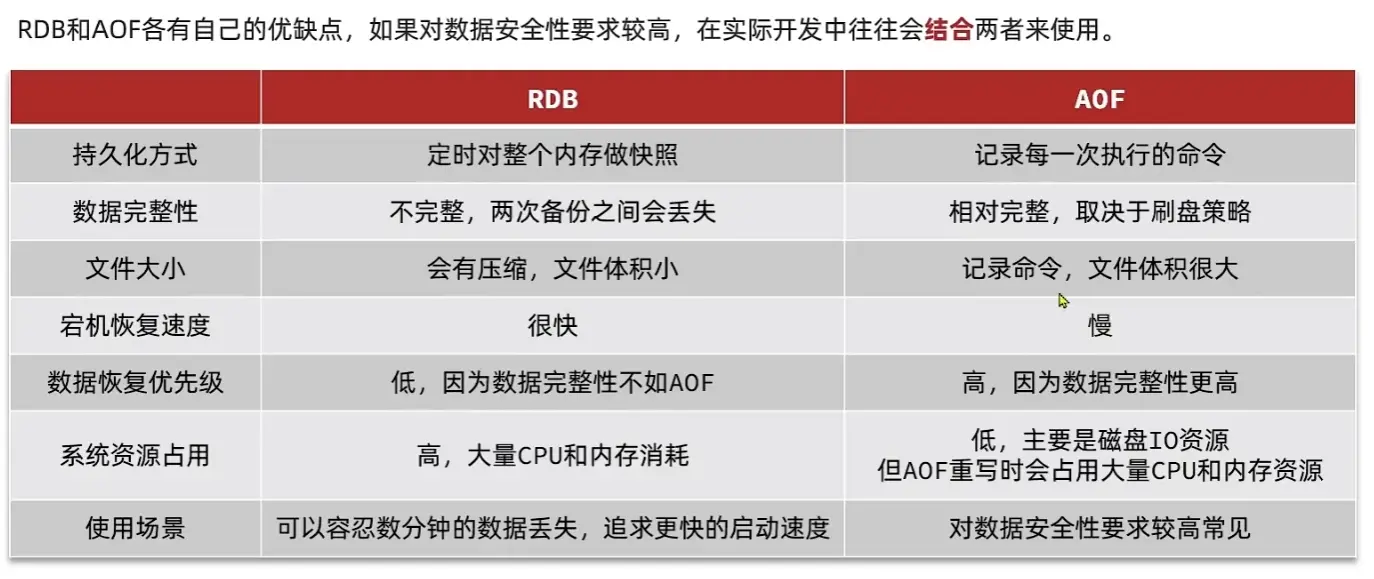 RDB和AOF各有自己的优缺点，如果对数据安全性要求较高，在实际开发中往往会结合两者来使用。
RDB AOF
持久化方式 定时对整个内存做快照 记录每一次执行的命令
数据完整性 不完整，两次备份之间会丢失 相对完整，取决于刷盘策略
文件大小 会有压缩，文件体积小 记录命令，文件体积很大
宕机恢复速度 很快 慢
数据恢复优先级 低，因为数据完整性不如AOF 高，因为数据完整性更高
系统资源占用 高，大量CPU和内存消耗 低，主要是磁盘IO资源
但AOF重写时会占用大量CPU和内存资源
使用场景 可以容忍数分钟的数据丢失，追求更快的启动速度 对数据安全性要求较高常见